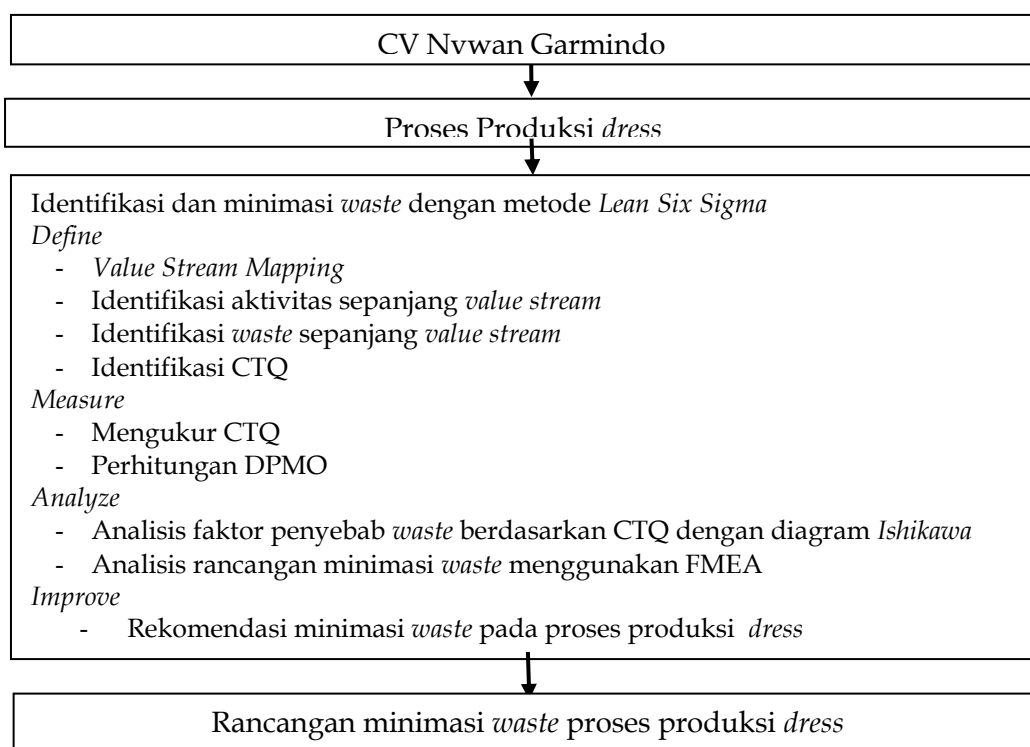 CV Nvwan Garmindo
Proses Produksi dress
Identifikasi dan minimasi waste dengan metode Lean Six Sigma
Define
- Value Stream Mapping
- Identifikasi aktivitas sepanjang value stream
- Identifikasi waste sepanjang value stream
- Identifikasi CTQ
Measure
- Mengukur CTQ
- Perhitungan DPMO
Analyze
- Analisis faktor penyebab waste berdasarkan CTQ dengan diagram Ishikawa
- Analisis rancangan minimasi waste menggunakan FMEA
Improve
- Rekomendasi minimasi waste pada proses produksi dress
Rancangan minimasi waste proses produksi dress